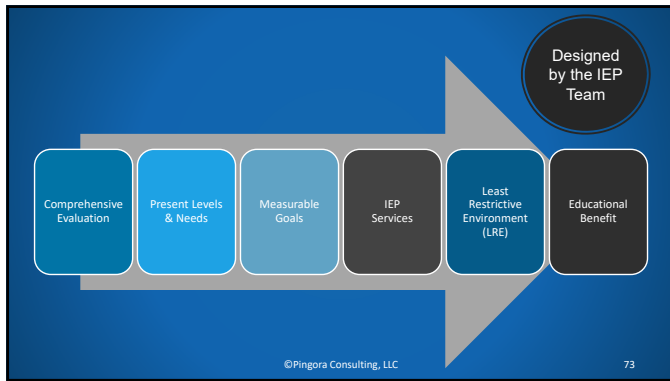 Designed
by the IEP
Team
Comprehensive
Evaluation
Present Levels
& Needs
Measurable
Goals
IEP
Services
Least
Restrictive
Environment
(LRE)
Educational
Benefit
©Pingora Consulting, LLC
73